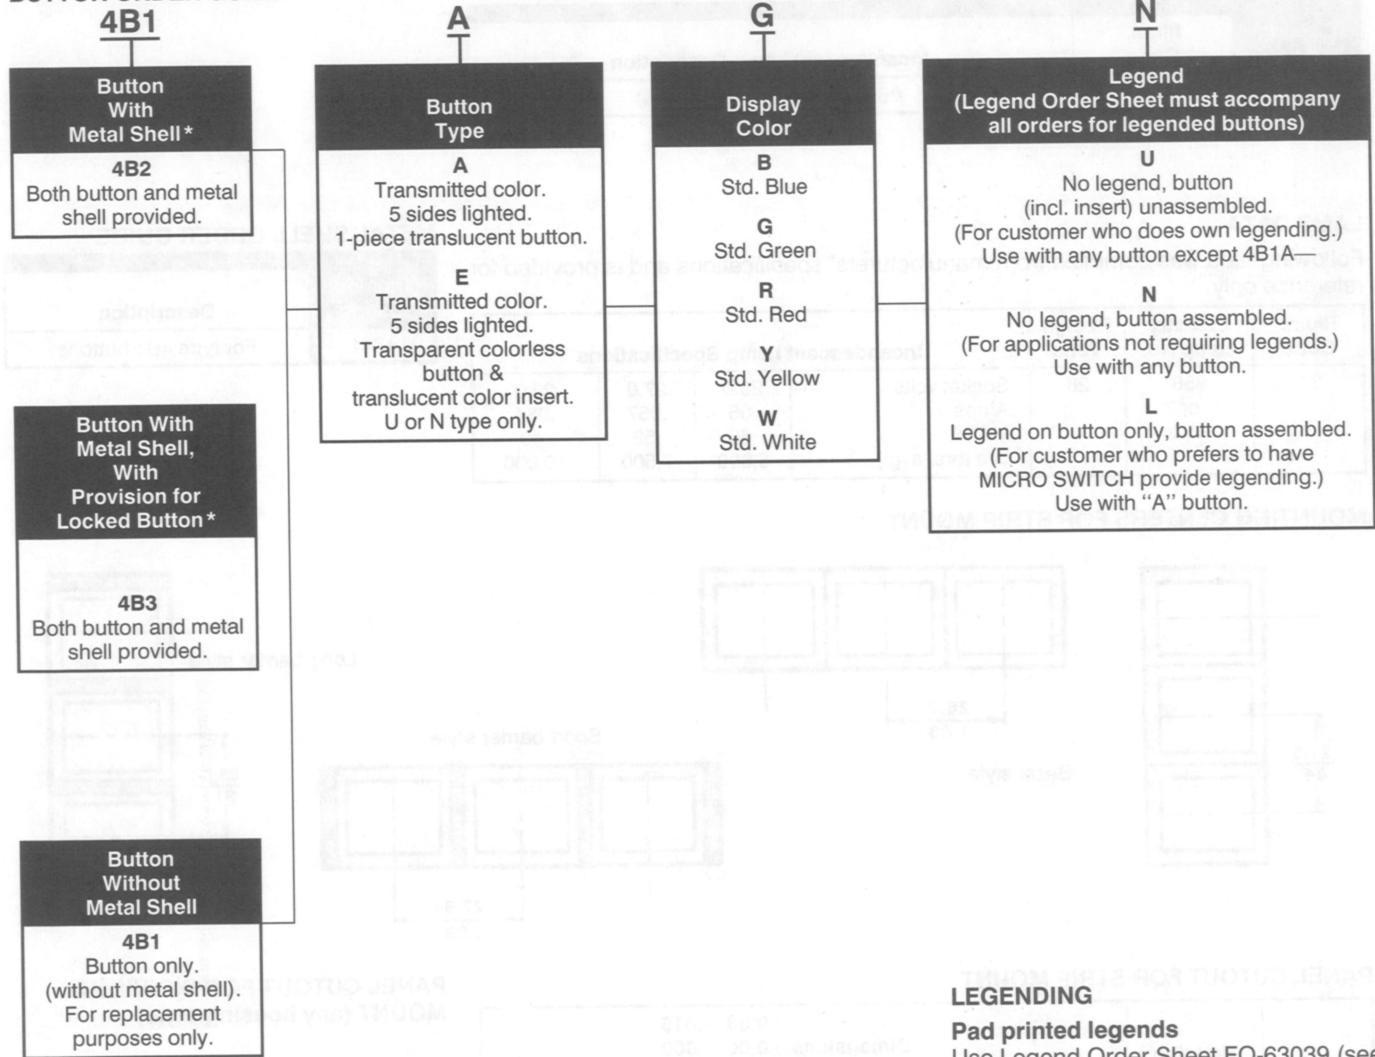 4B1
A
G
N
Button
With
Metal Shell*
4B2
Both button and metal
shell provided.
Button With
Metal Shell,
With
Provision for
Locked Button*
4B3
Both button and metal
shell provided.
Button
Without
Metal Shell
4B1
Button only.
(without metal shell).
For replacement
purposes only.
Button
Type
A
Transmitted color.
5 sides lighted.
1-piece translucent button.
E
Transmitted color.
5 sides lighted.
Transparent colorless
button &
translucent color insert.
U or N type only.
Display
Color
B
Std. Blue
G
Std. Green
R
Std. Red
Y
Std. Yellow
W
Std. White
Legend
(Legend Order Sheet must accompany
all orders for legended buttons)
U
No legend, button
(incl. insert) unassembled.
(For customer who does own legending.)
Use with any button except 4B1A—
N
No legend, button assembled.
(For applications not requiring legends.)
Use with any button.
L
Legend on button only, button assembled.
(For customer who prefers to have
MICRO SWITCH provide legending.)
Use with "A" button.
LEGENDING
Pad printed legends
Use Legend Order Sheet FO-63039 (see